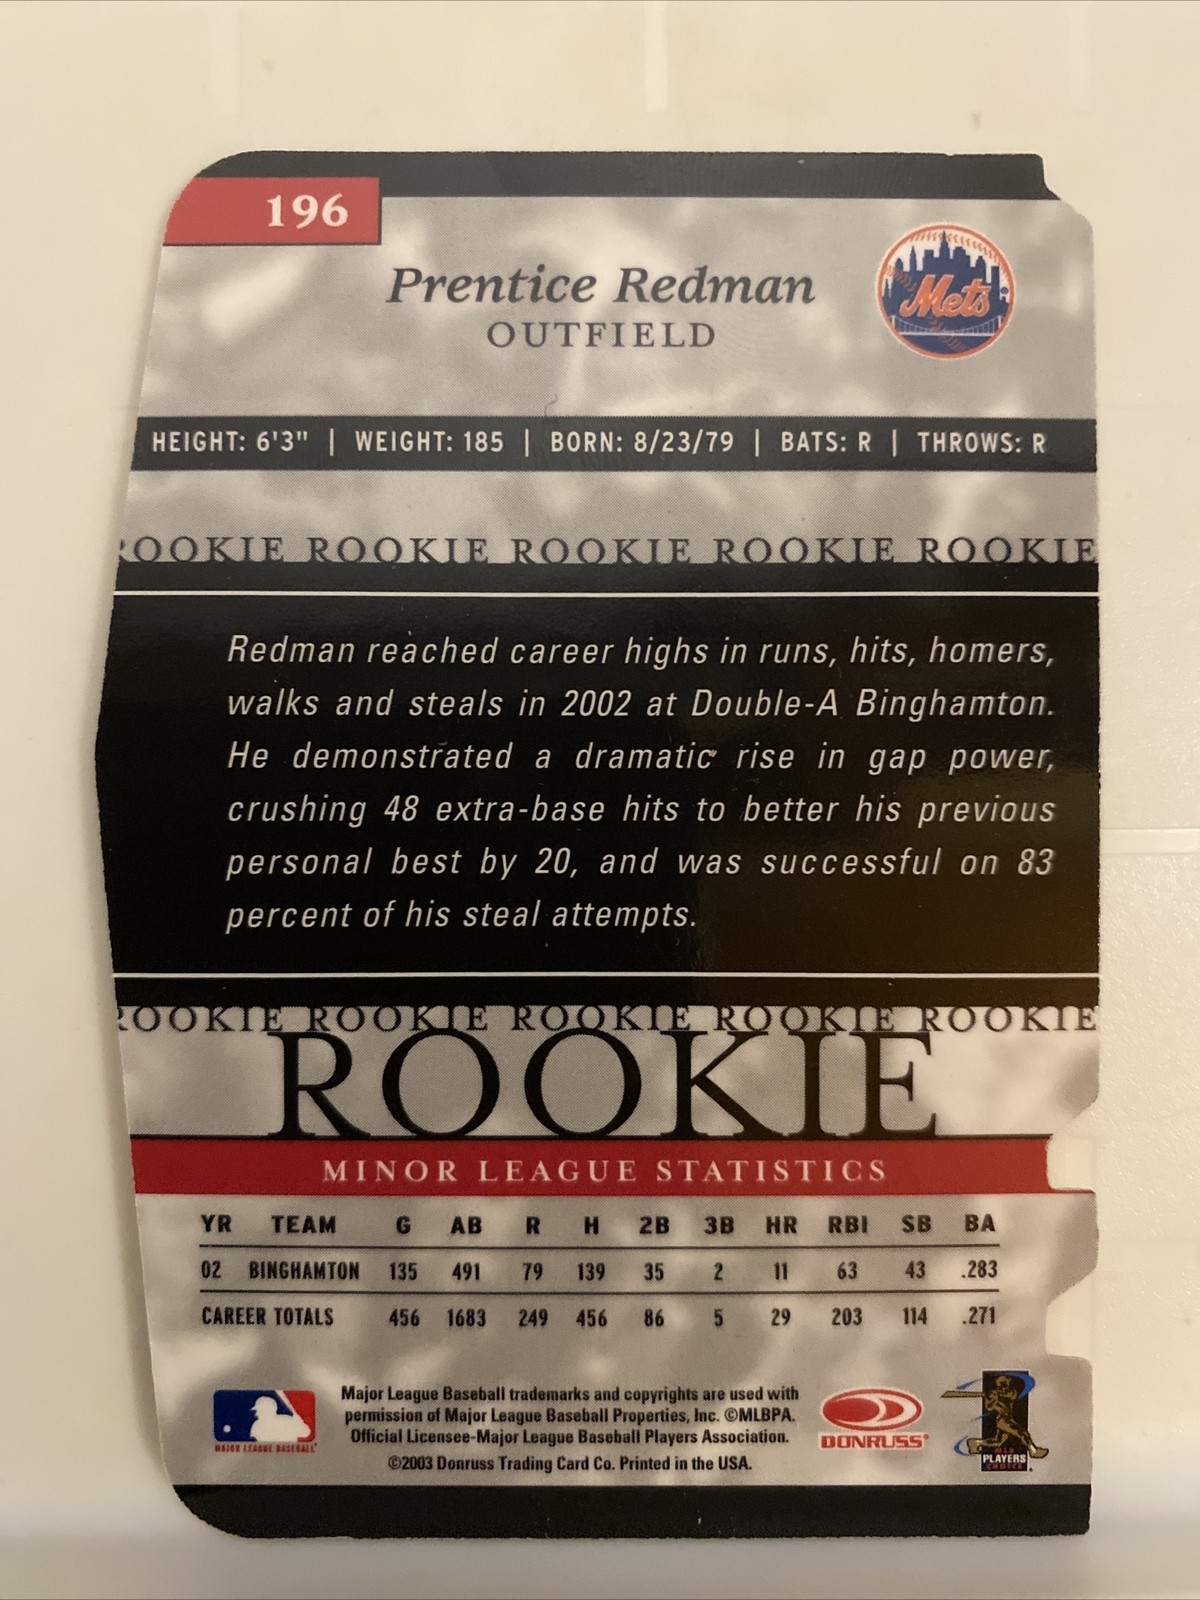 196
Prentice Redman
OUTFIELD
Mets
HEIGHT: 6'3" | WEIGHT: 185 | BORN: 8/23/79 | BATS: R | THROWS: R
ROOKIE ROOKIE ROOKIE ROOKIE ROOKIE
Redman reached career highs in runs, hits, homers,
walks and steals in 2002 at Double-A Binghamton.
He demonstrated a dramatic rise in gap power,
crushing 48 extra-base hits to better his previous
personal best by 20, and was successful on 83
percent of his steal attempts.
ROOKIE ROOKIE ROOKIE ROOKIE ROOKIE
ROOKIE
MINOR LEAGUE STATISTICS
YR TEAM G AB R H 2B 3B HR RBI SB BA
02 BINGHAMTON 135 491 79 139 35 2 11 63 43 .283
CAREER TOTALS 456 1683 249 456 86 5 29 203 114 .271
Major League Baseball trademarks and copyrights are used with
permission of Major League Baseball Properties, Inc. ©MLBPA.
Official Licensee-Major League Baseball Players Association.
©2003 Donruss Trading Card Co. Printed in the USA.
MAJOR LEAGUE BASEBALL
DONRUSS
MLB
PLAYERS
CHOICE